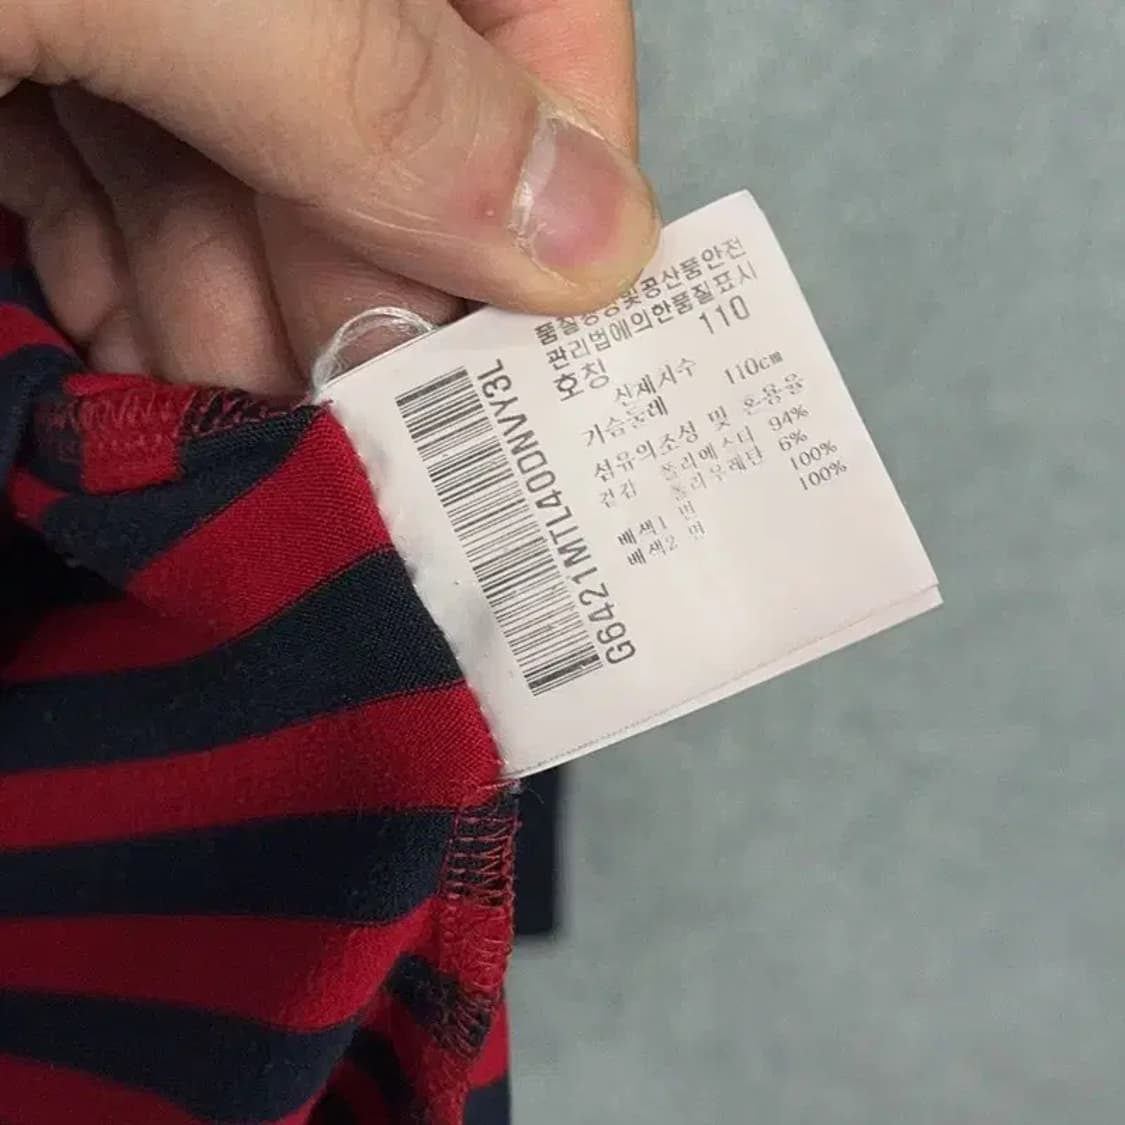 품질경영및공산품안전
관리법에의한품질표시
호칭 110
신체치수
가슴둘레 110cm
섬유의조성 및 혼용율
겉감 폴리에스터 94%
폴리우레탄 6%
배색1 면 100%
배색2 면 100%
G6421MTL400DNVY3L